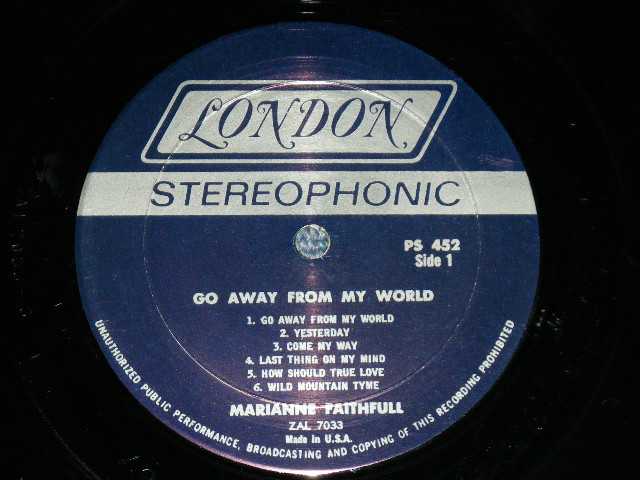 LONDON
STEREOPHONIC
PS 452
Side 1
GO AWAY FROM MY WORLD
1. GO AWAY FROM MY WORLD
2. YESTERDAY
3. COME MY WAY
4. LAST THING ON MY MIND
5. HOW SHOULD TRUE LOVE
6. WILD MOUNTAIN TYME
MARIANNE FAITHFULL
ZAL 7033
Made in U.S.A.
UNAUTHORIZED PUBLIC PERFORMANCE, BROADCASTING AND COPYING OF THIS RECORDING PROHIBITED